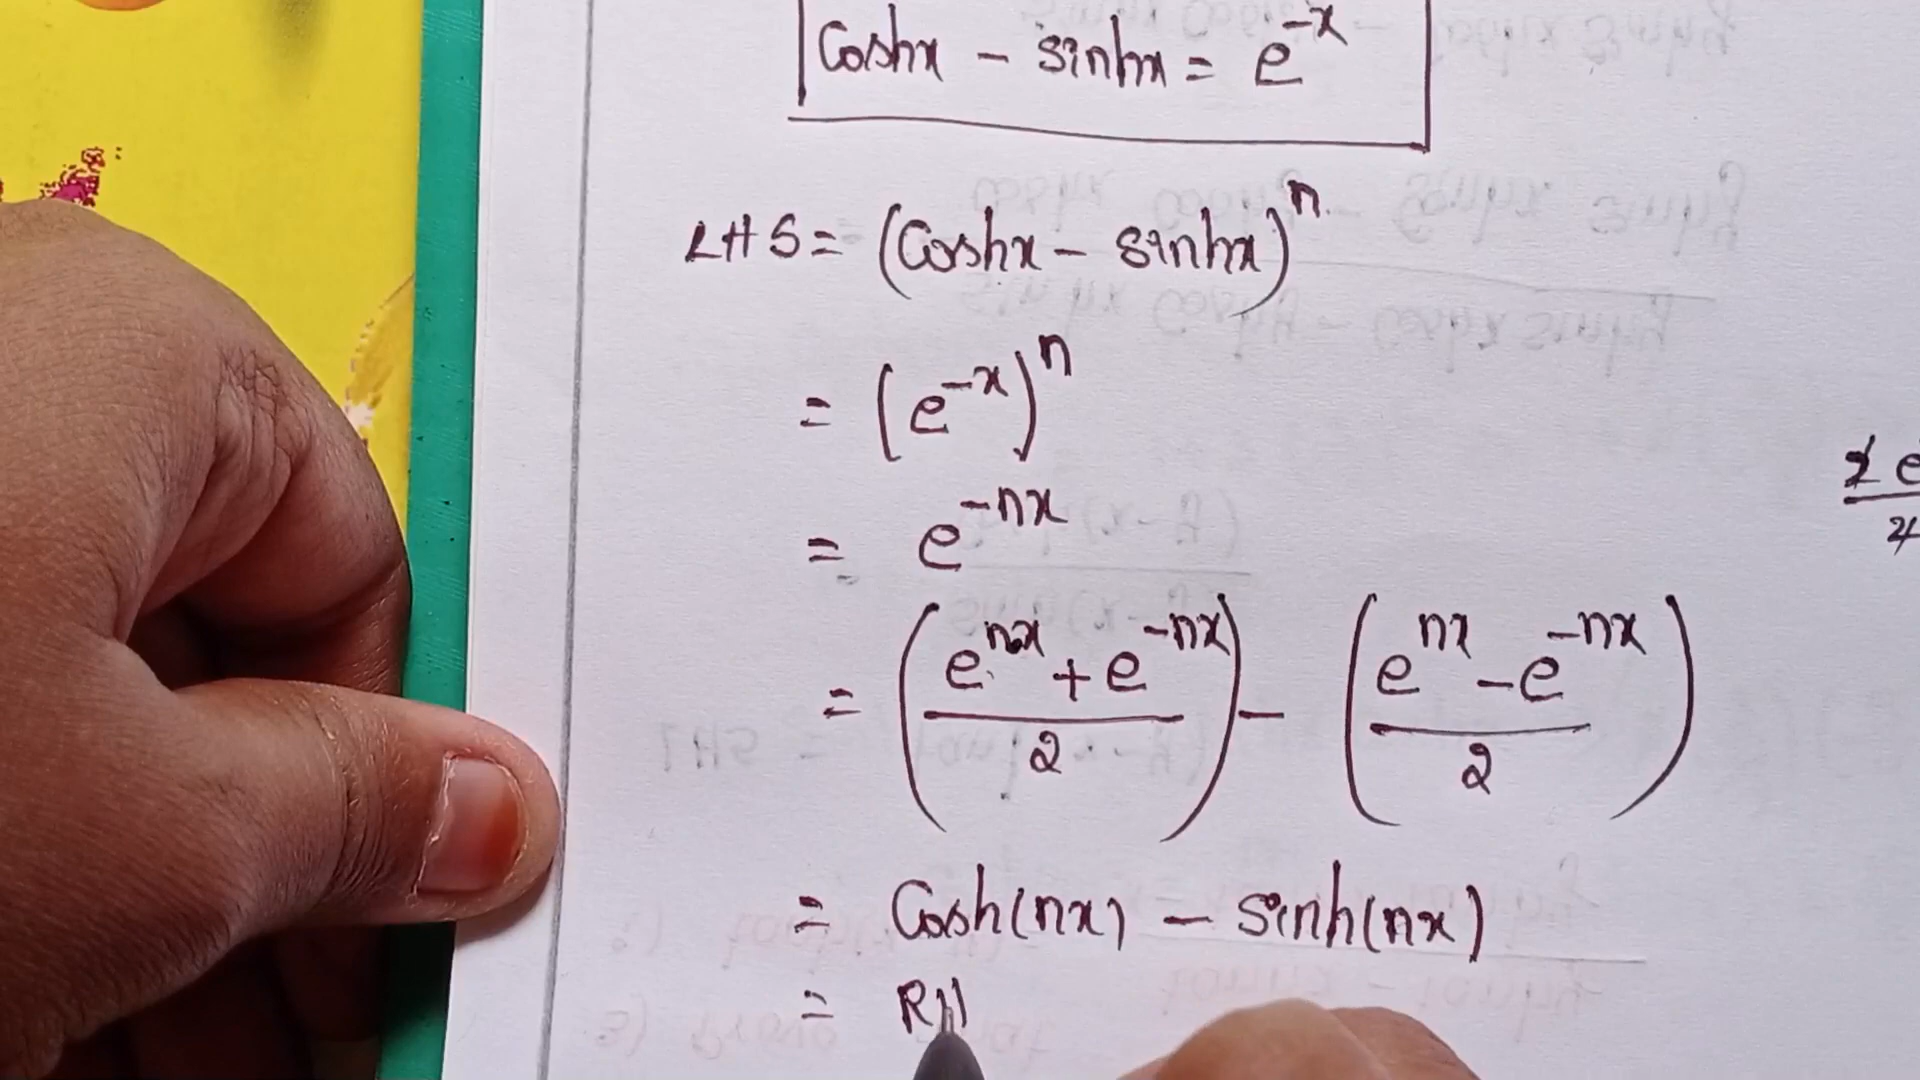 Coshx - sinhx = e^{-x}
LHS = (Coshx - sinhx)^n
= (e^{-x})^n
= e^{-nx}
= ((e^{nx} + e^{-nx})/2) - ((e^{nx} - e^{-nx})/2)
= Cosh(nx) - sinh(nx)
= RH